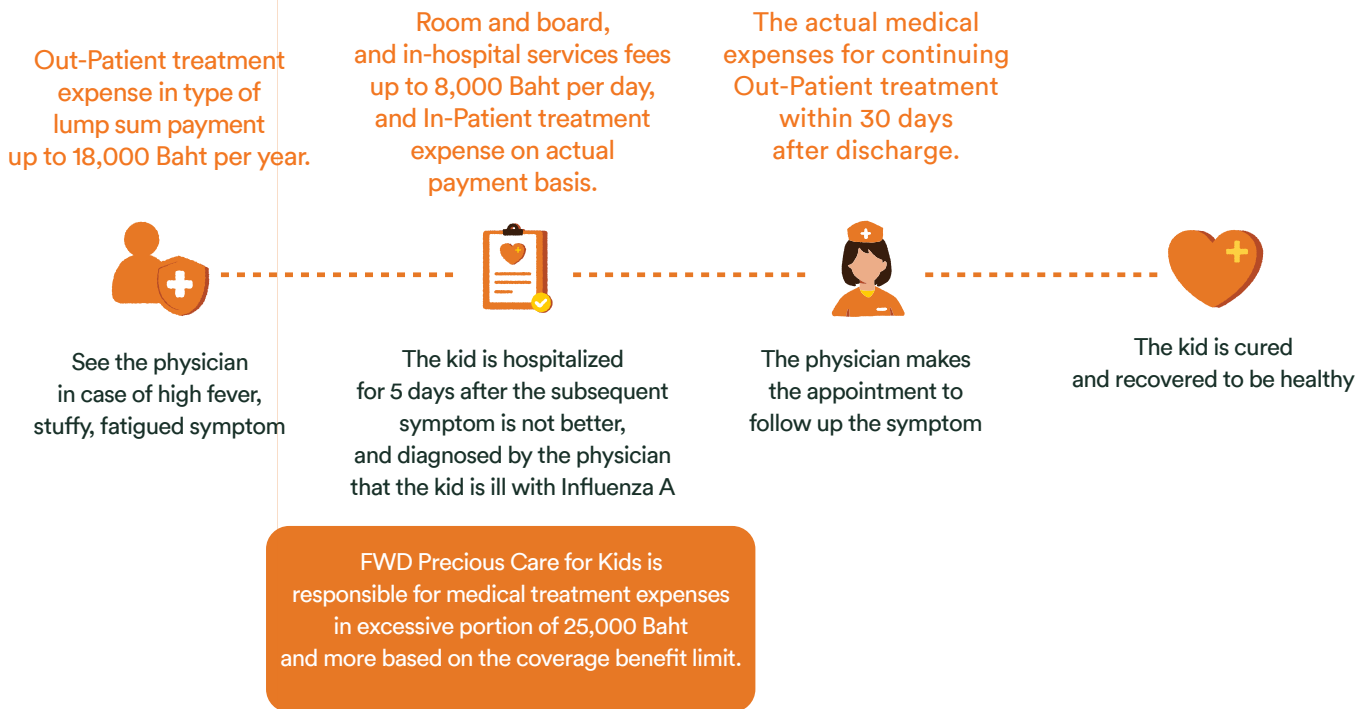 Out-Patient treatment
expense in type of
lump sum payment
up to 18,000 Baht per year.
Room and board,
and in-hospital services fees
up to 8,000 Baht per day,
and In-Patient treatment
expense on actual
payment basis.
The actual medical
expenses for continuing
Out-Patient treatment
within 30 days
after discharge.
See the physician
in case of high fever,
stuffy, fatigued symptom
The kid is hospitalized
for 5 days after the subsequent
symptom is not better,
and diagnosed by the physician
that the kid is ill with Influenza A
The physician makes
the appointment to
follow up the symptom
The kid is cured
and recovered to be healthy
FWD Precious Care for Kids is
responsible for medical treatment expenses
in excessive portion of 25,000 Baht
and more based on the coverage benefit limit.